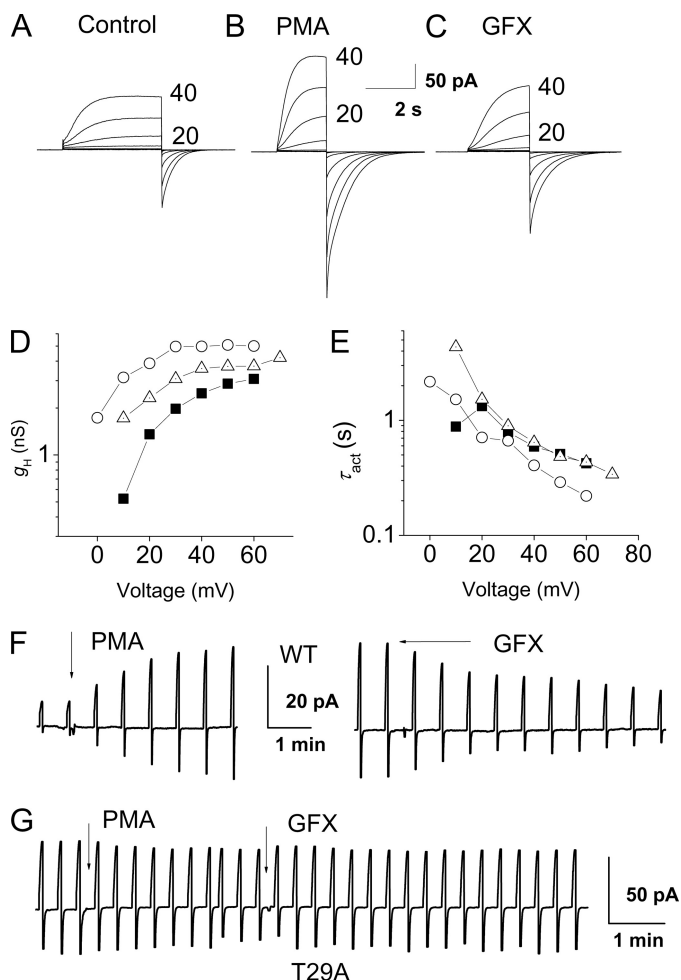 A Control
B PMA
C GFX
40
20
40
20
50 pA
2 s
40
20
D
gH (nS)
1
0 20 40 60
Voltage (mV)
E
τact (s)
1
0.1
0 20 40 60 80
Voltage (mV)
F
PMA
WT
20 pA
1 min
GFX
G
PMA
GFX
50 pA
1 min
T29A